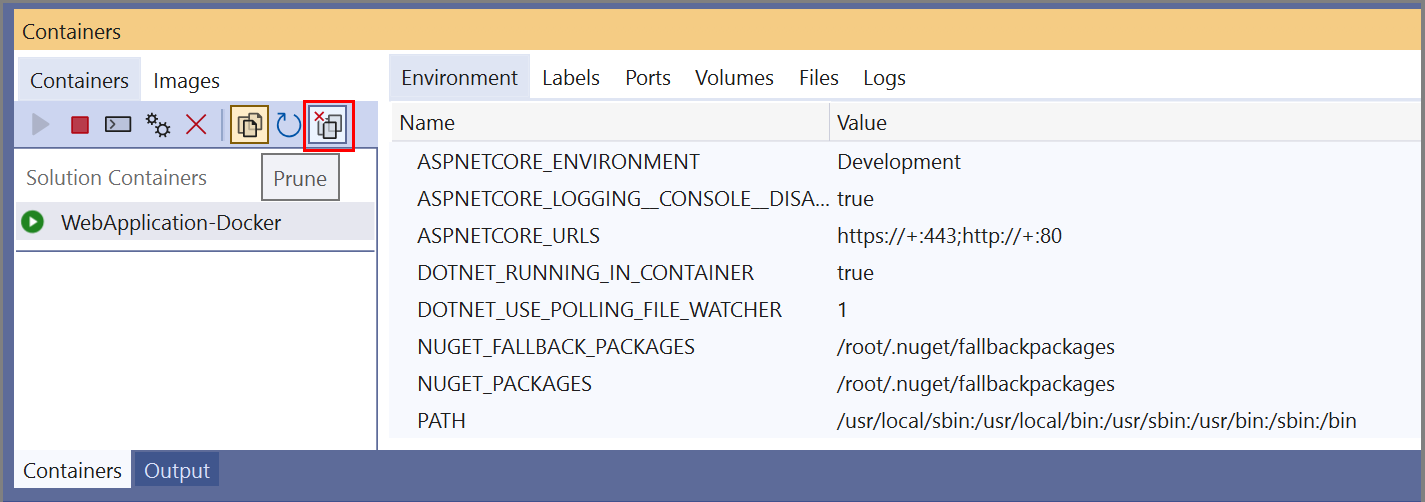 Containers
Containers Images
Environment Labels Ports Volumes Files Logs
Name Value
Solution Containers
Prune
WebApplication-Docker
ASPNETCORE_ENVIRONMENT Development
ASPNETCORE_LOGGING__CONSOLE__DISA... true
ASPNETCORE_URLS https://+:443;http://+:80
DOTNET_RUNNING_IN_CONTAINER true
DOTNET_USE_POLLING_FILE_WATCHER 1
NUGET_FALLBACK_PACKAGES /root/.nuget/fallbackpackages
NUGET_PACKAGES /root/.nuget/fallbackpackages
PATH /usr/local/sbin:/usr/local/bin:/usr/sbin:/usr/bin:/sbin:/bin
Containers Output